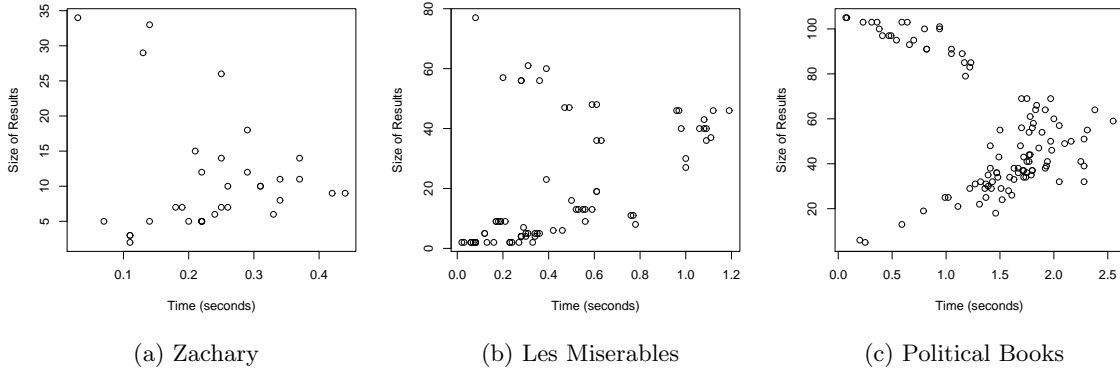 35
30
25
20
15
10
5
Size of Results
0.1 0.2 0.3 0.4
Time (seconds)
(a) Zachary
80
60
40
20
0
Size of Results
0.0 0.2 0.4 0.6 0.8 1.0 1.2
Time (seconds)
(b) Les Miserables
100
80
60
40
20
Size of Results
0.0 0.5 1.0 1.5 2.0 2.5
Time (seconds)
(c) Political Books